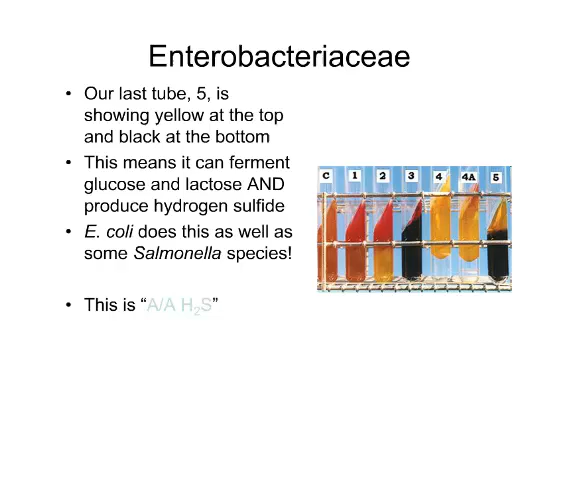 Enterobacteriaceae
• Our last tube, 5, is
showing yellow at the top
and black at the bottom
• This means it can ferment
glucose and lactose AND
produce hydrogen sulfide
• E. coli does this as well as
some Salmonella species!
• This is “A/A H₂S”
C 1 2 3 4 4A 5